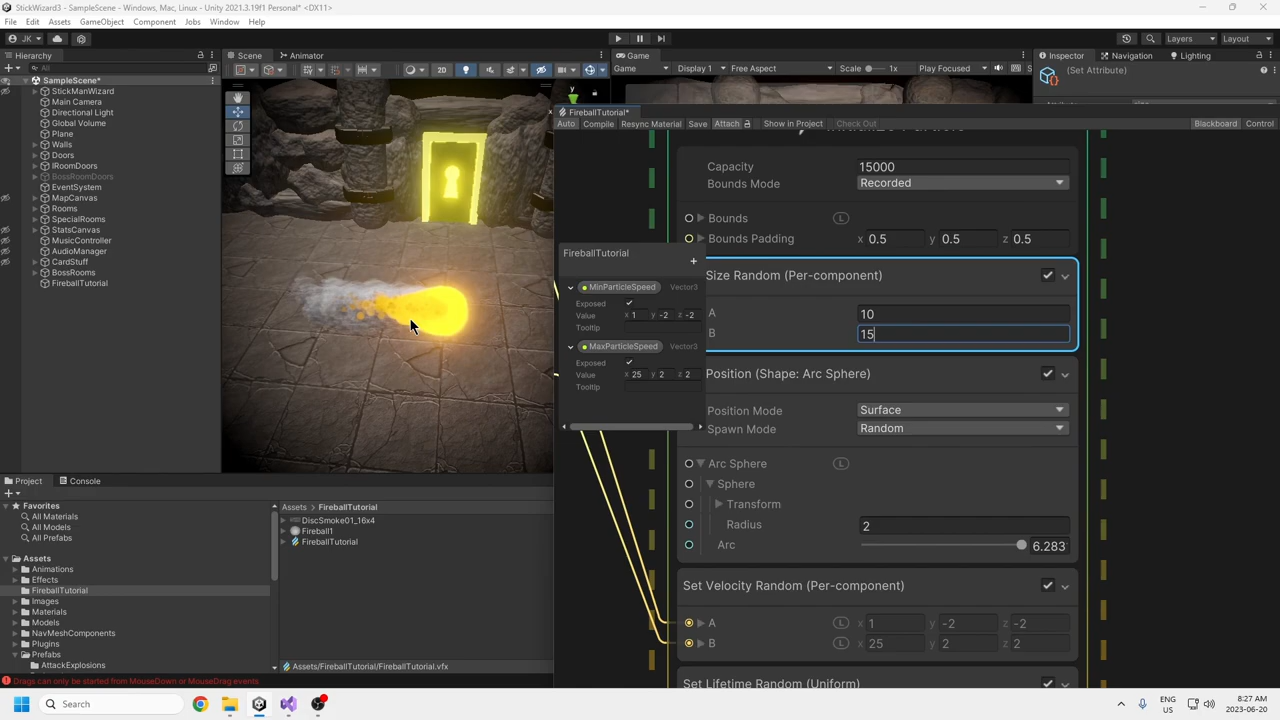 StickWizard3 - SampleScene - Windows, Mac, Linux - Unity 2021.3.19f1 Personal* <DX11>
File Edit Assets GameObject Component Jobs Window Help
JK Layers Layout
Hierarchy Scene Animator Game Inspector Navigation Lighting
All 2D Game Display 1 Free Aspect Scale 1x Play Focused (Set Attribute)
SampleScene*
StickManWizard
Main Camera
Directional Light
Global Volume
Plane
Walls
Doors
IRoomDoors
BossRoomDoors
EventSystem
MapCanvas
Rooms
SpecialRooms
StatsCanvas
MusicController
AudioManager
CardStuff
BossRooms
FireballTutorial
y
FireballTutorial*
Auto Compile Resync Material Save Attach Show in Project Check Out Blackboard Control
Capacity 15000
Bounds Mode Recorded
Bounds L
Bounds Padding x 0.5 y 0.5 z 0.5
FireballTutorial
+
MinParticleSpeed Vector3
Exposed
Value x 1 y -2 z -2
Tooltip
MaxParticleSpeed Vector3
Exposed
Value x 25 y 2 z 2
Tooltip
Size Random (Per-component)
A 10
B 15
Position (Shape: Arc Sphere)
Position Mode Surface
Spawn Mode Random
Arc Sphere L
Sphere
Transform
Radius 2
Arc 6.283
Set Velocity Random (Per-component)
A L x 1 y -2 z -2
B L x 25 y 2 z 2
Set Lifetime Random (Uniform)
Project Console
Favorites
All Materials
All Models
All Prefabs
Assets
Animations
Effects
FireballTutorial
Images
Materials
Models
NavMeshComponents
Plugins
Prefabs
AttackExplosions
Assets > FireballTutorial
DiscSmoke01_16x4
Fireball1
FireballTutorial
Assets/FireballTutorial/FireballTutorial.vfx
Drags can only be started from MouseDown or MouseDrag events
Search
ENG
US
8:27 AM
2023-06-20